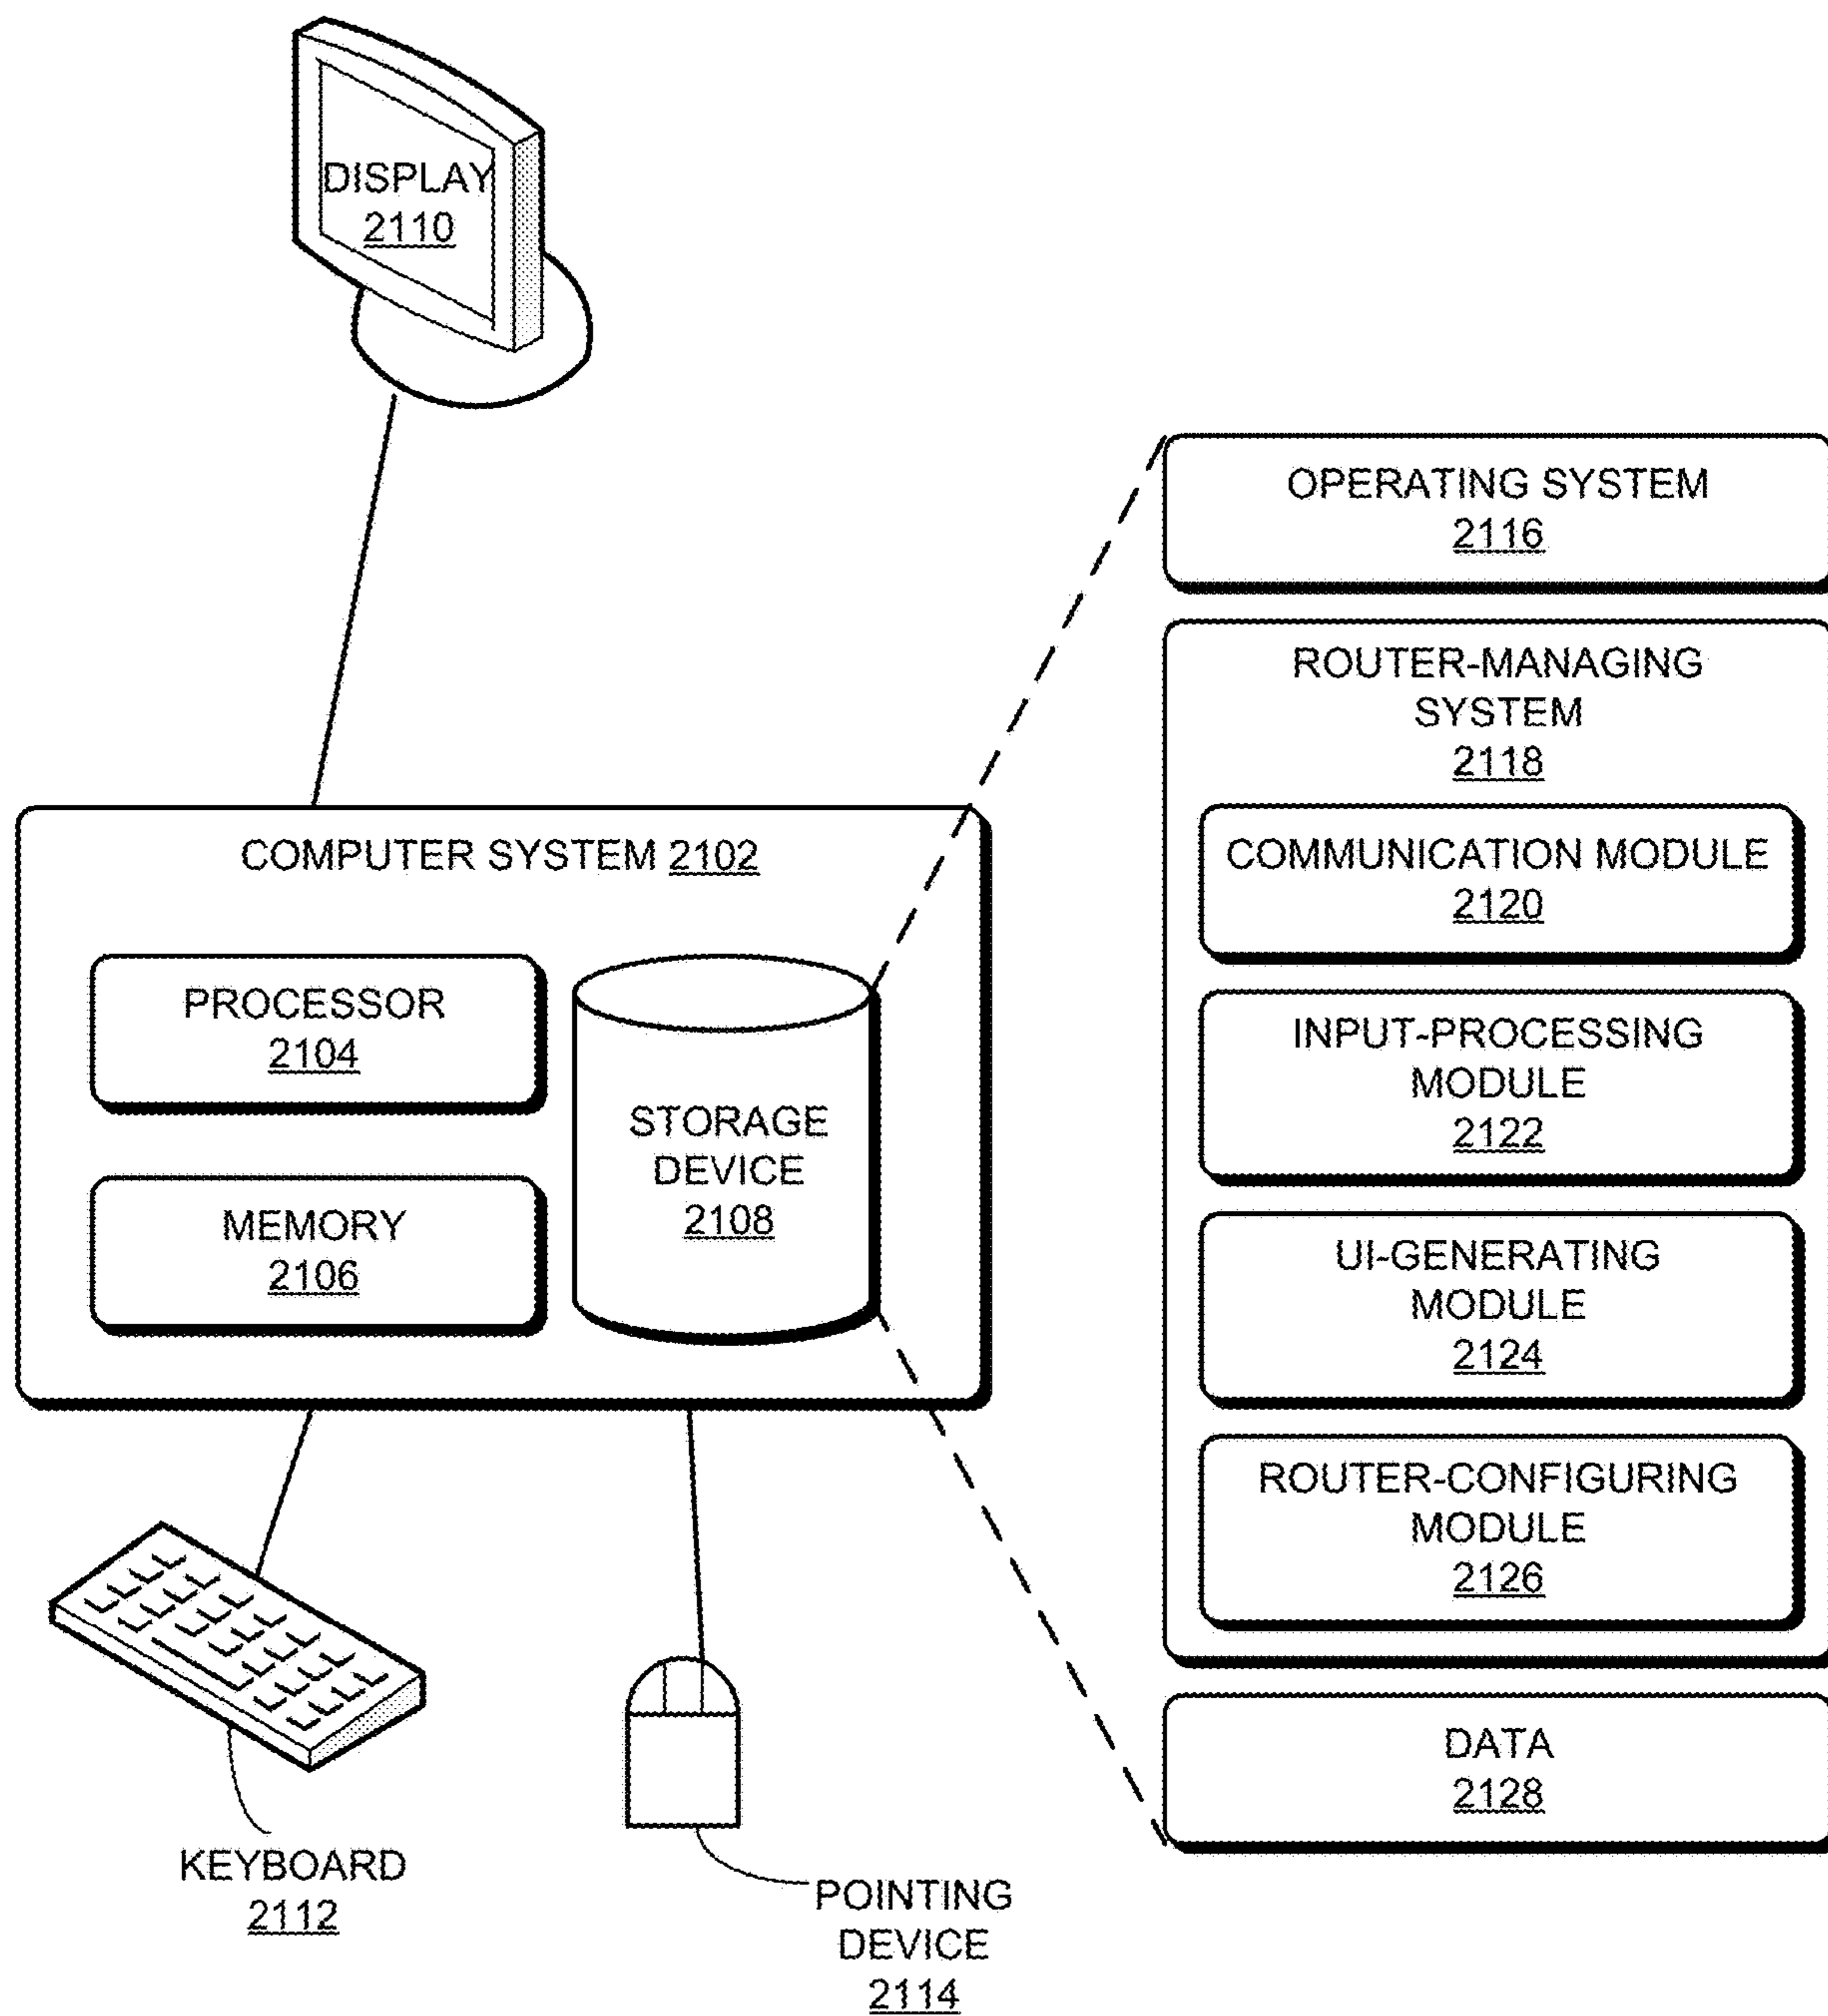 DISPLAY
2110
COMPUTER SYSTEM 2102
PROCESSOR
2104
MEMORY
2106
STORAGE
DEVICE
2108
KEYBOARD
2112
POINTING
DEVICE
2114
OPERATING SYSTEM
2116
ROUTER-MANAGING
SYSTEM
2118
COMMUNICATION MODULE
2120
INPUT-PROCESSING
MODULE
2122
UI-GENERATING
MODULE
2124
ROUTER-CONFIGURING
MODULE
2126
DATA
2128